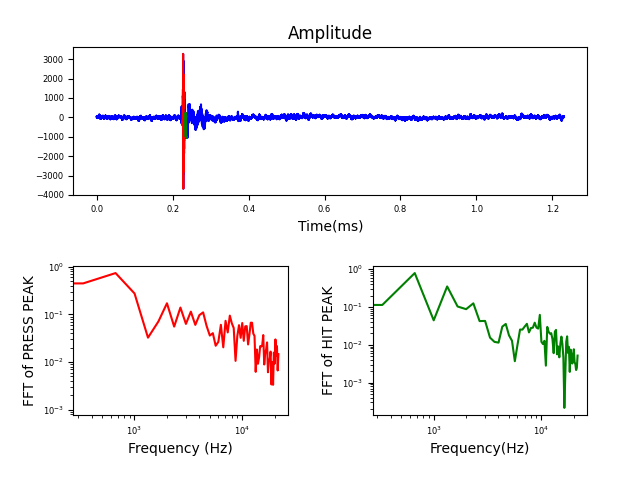 Amplitude
3000
2000
1000
0
−1000
−2000
−3000
−4000
0.0 0.2 0.4 0.6 0.8 1.0 1.2
Time(ms)
FFT of PRESS PEAK
10⁰
10⁻¹
10⁻²
10⁻³
10³ 10⁴
Frequency (Hz)
FFT of HIT PEAK
10⁰
10⁻¹
10⁻²
10⁻³
10³ 10⁴
Frequency(Hz)